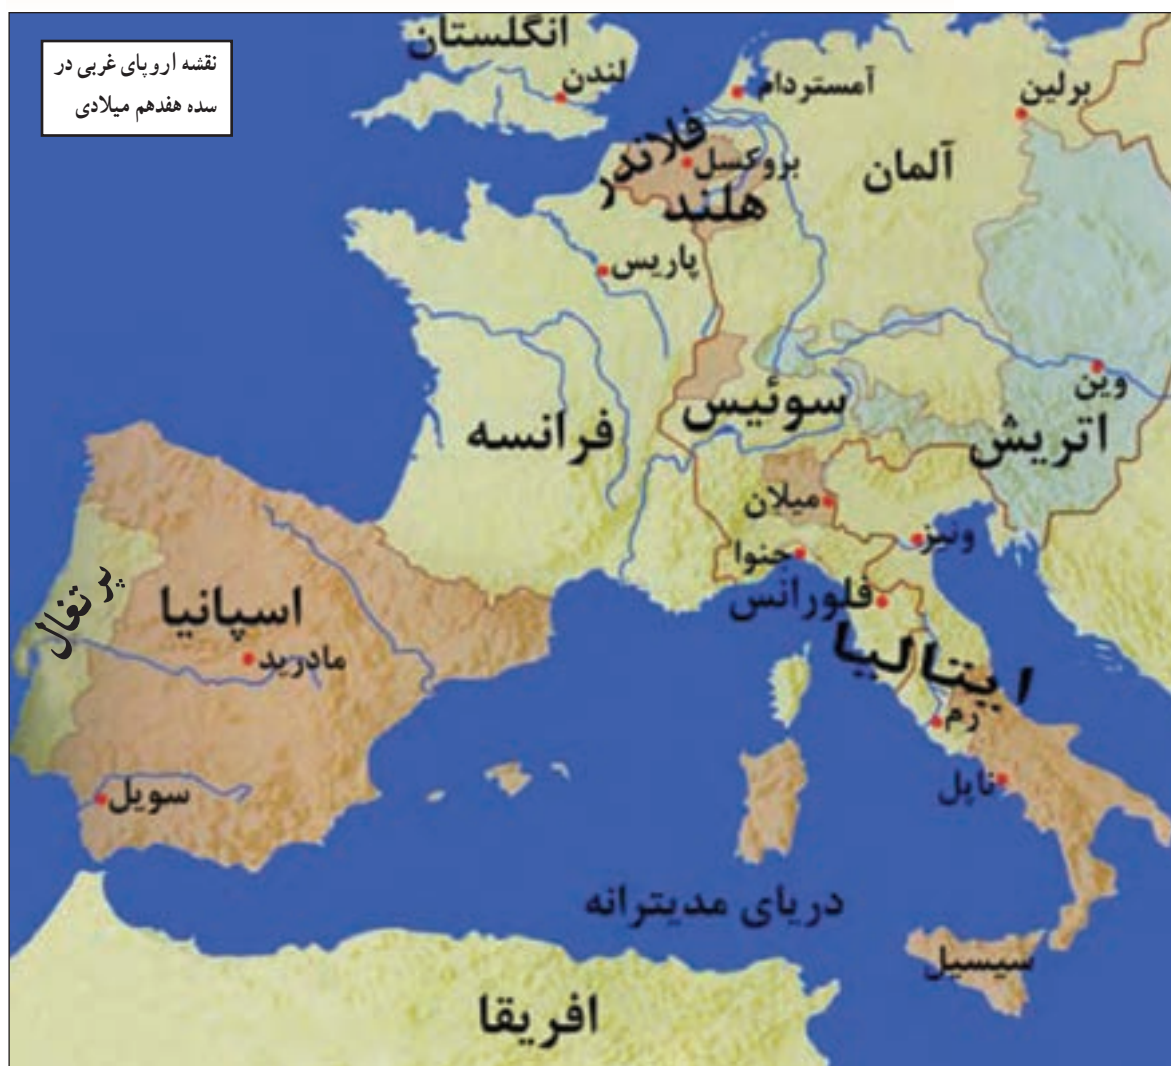 نقشه اروپای غربی در
سده هفدهم میلادی
انگلستان
لندن
آمستردام
برلین
فلاندر
بروکسل
آلمان
هلند
پاریس
وین
سوئیس
فرانسه
اتریش
میلان
ونیز
جنوا
فلورانس
پرتغال
اسپانیا
مادرید
ایتالیا
رم
ناپل
سویل
دریای مدیترانه
سیسیل
افریقا